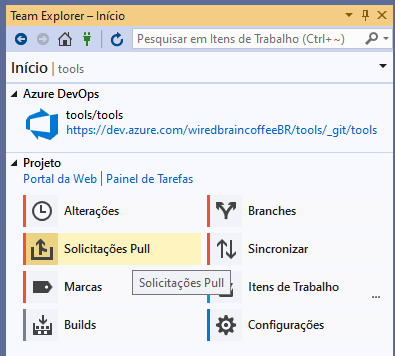 Team Explorer – Início
Pesquisar em Itens de Trabalho (Ctrl+~)
Início | tools
Azure DevOps
tools/tools
https://dev.azure.com/wiredbraincoffeeBR/tools/_git/tools
Projeto
Portal da Web | Painel de Tarefas
Alterações Branches
Solicitações Pull Sincronizar
Solicitações Pull
Marcas Itens de Trabalho ...
Builds Configurações